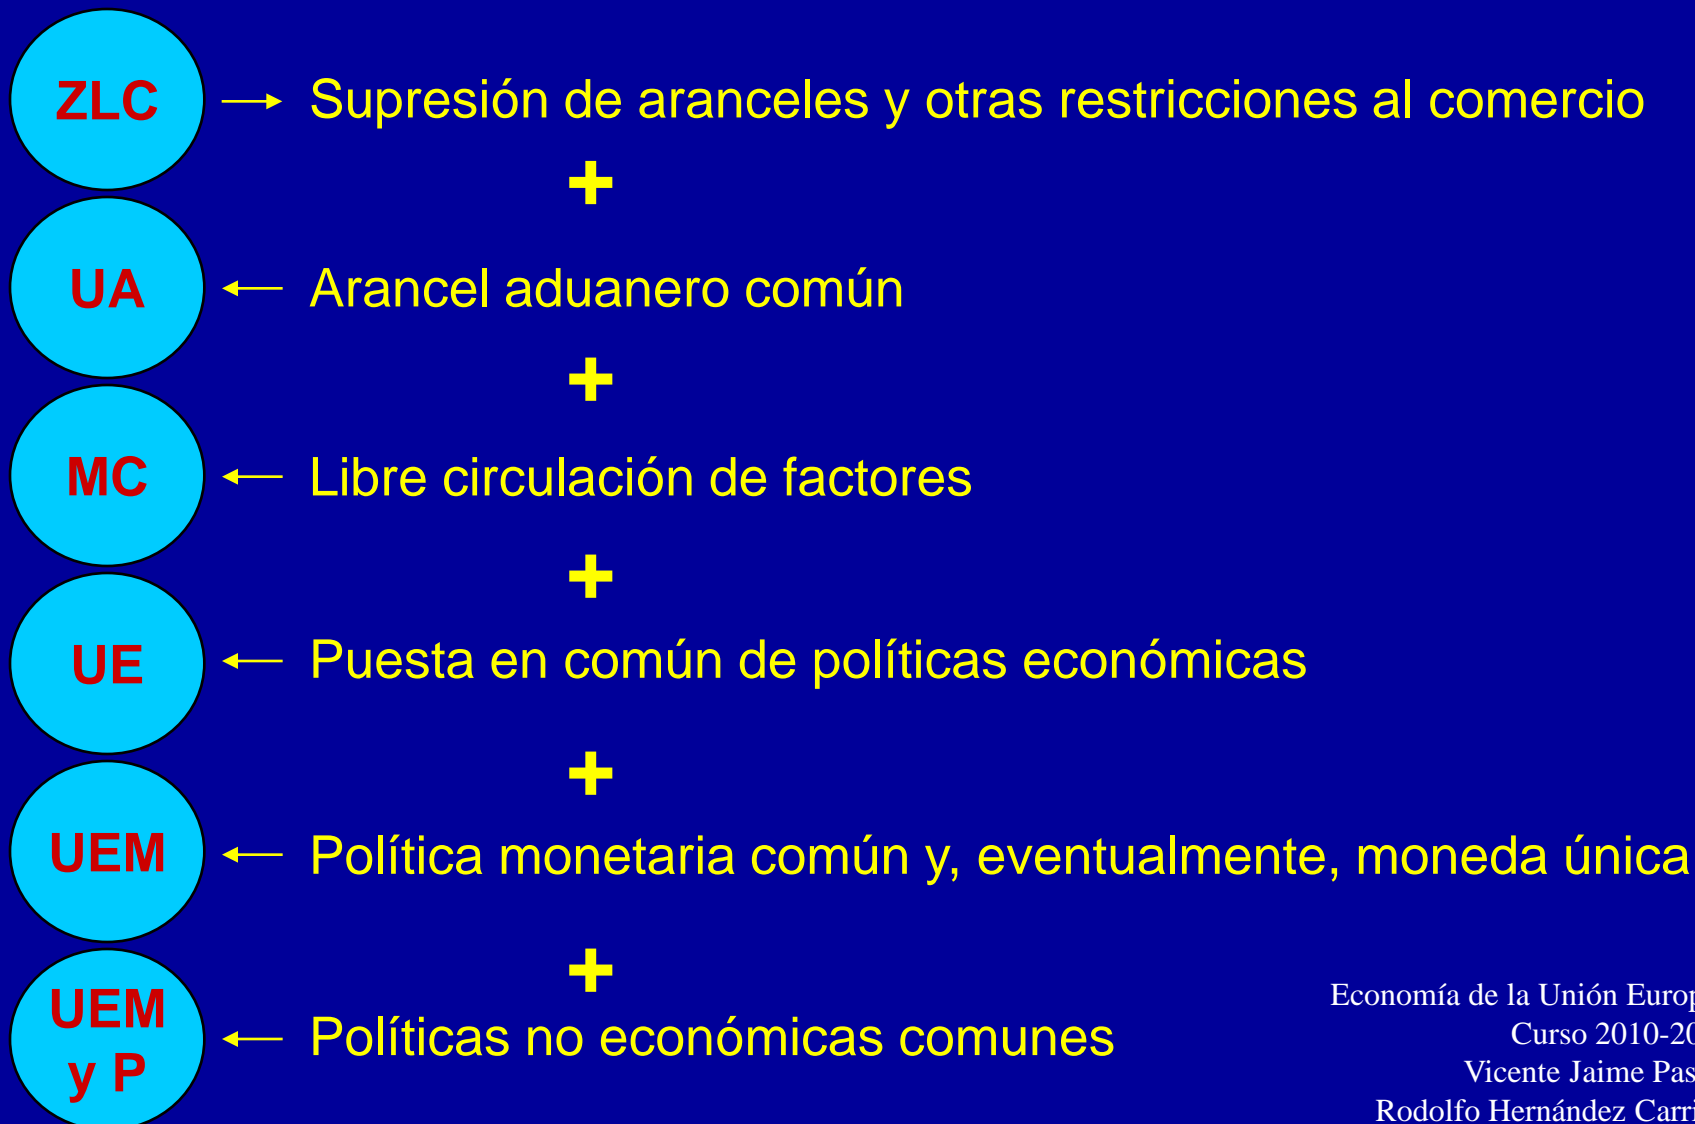 ZLC Supresión de aranceles y otras restricciones al comercio
+
UA Arancel aduanero común
+
MC Libre circulación de factores
+
UE Puesta en común de políticas económicas
+
UEM Política monetaria común y, eventualmente, moneda única
+
UEM
y P
Políticas no económicas comunes
Economía de la Unión
Curso
Vicente Jaime
Rodolfo Hernández